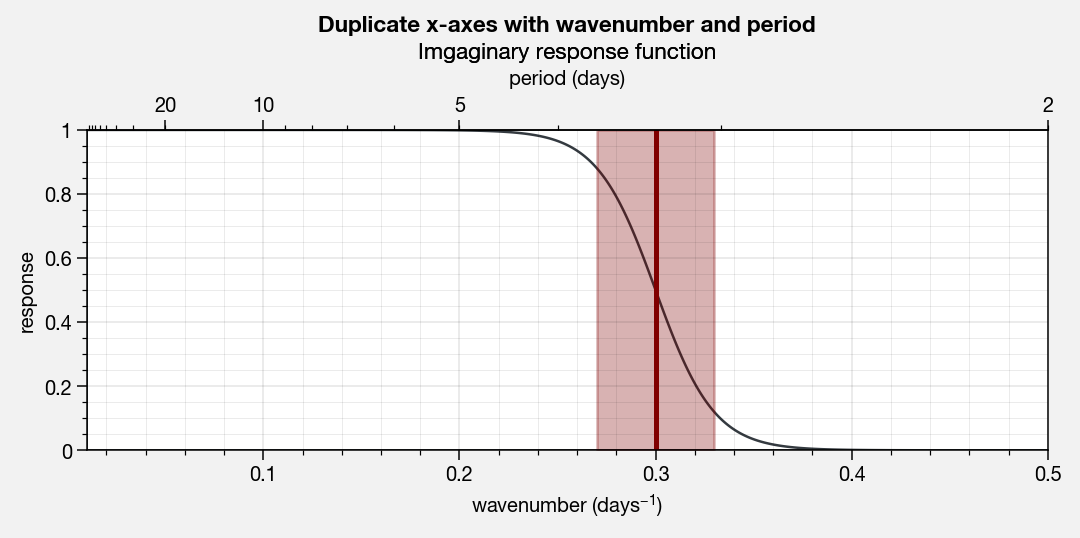 Duplicate x-axes with wavenumber and period
Imgaginary response function
period (days)
20 10 5 2
1
0.8
0.6
0.4
0.2
0
response
0.1 0.2 0.3 0.4 0.5
wavenumber (days⁻¹)